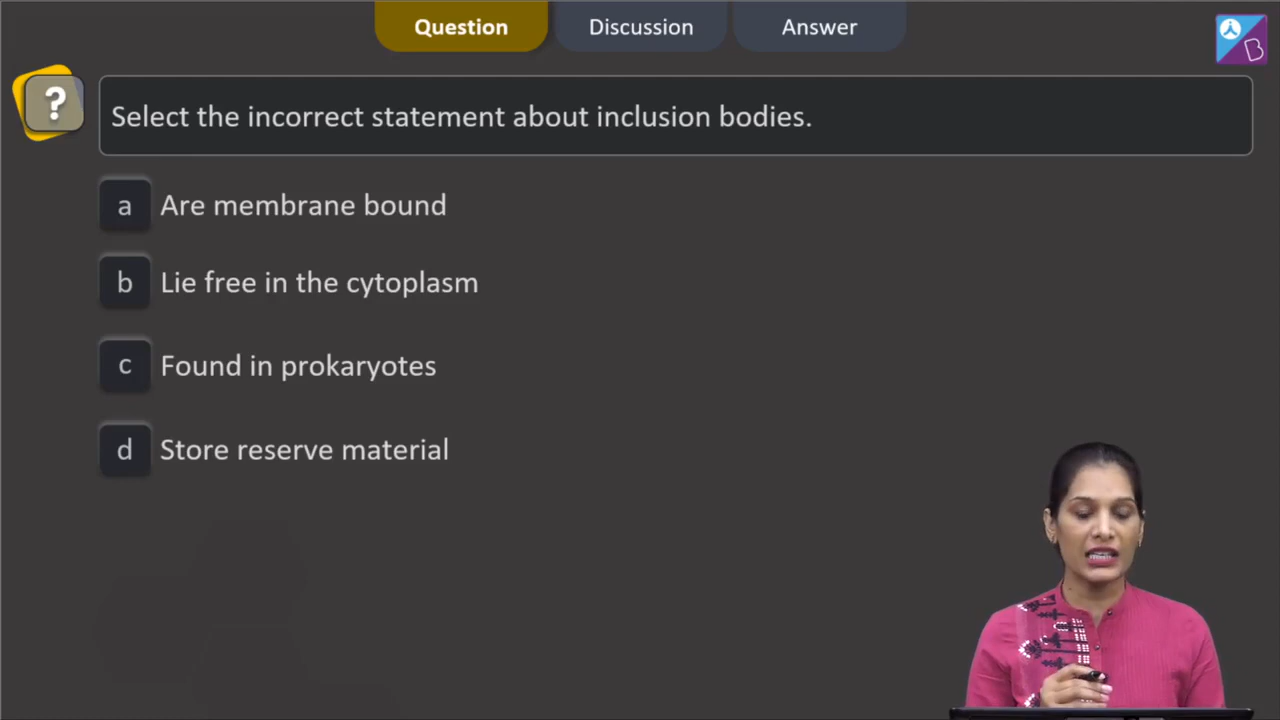 Question
Discussion
Answer
?
Select the incorrect statement about inclusion bodies.
a Are membrane bound
b Lie free in the cytoplasm
c Found in prokaryotes
d Store reserve material
B